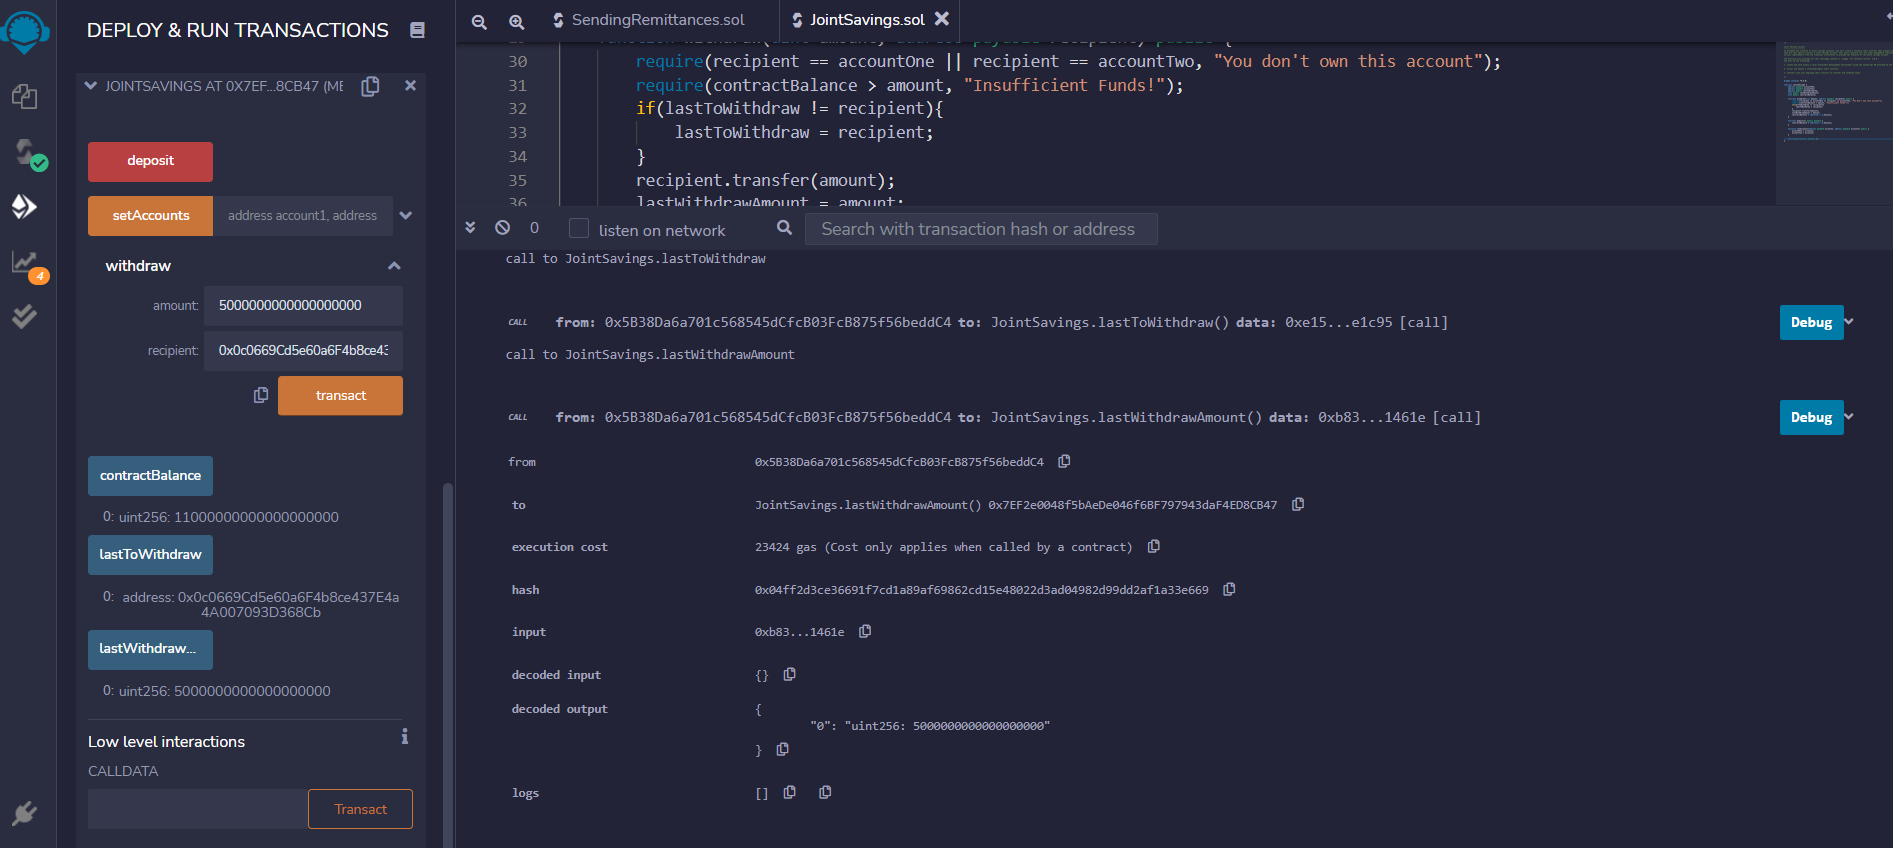 DEPLOY & RUN TRANSACTIONS
JOINTSAVINGS AT 0X7EF...8CB47 (ME
deposit
setAccounts
address account1, address
withdraw
amount:
5000000000000000000
recipient:
0x0c0669Cd5e60a6F4b8ce43
transact
contractBalance
0: uint256: 11000000000000000000
lastToWithdraw
0: address: 0x0c0669Cd5e60a6F4b8ce437E4a
4A007093D368Cb
lastWithdraw...
0: uint256: 5000000000000000000
Low level interactions
CALLDATA
Transact
4
SendingRemittances.sol
JointSavings.sol
30 require(recipient == accountOne || recipient == accountTwo, "You don't own this account");
31 require(contractBalance > amount, "Insufficient Funds!");
32 if(lastToWithdraw != recipient){
33 lastToWithdraw = recipient;
34 }
35 recipient.transfer(amount);
36 lastWithdrawAmount = amount;
0
listen on network
Search with transaction hash or address
call to JointSavings.lastToWithdraw
CALL from: 0x5B38Da6a701c568545dCfcB03FcB875f56beddC4 to: JointSavings.lastToWithdraw() data: 0xe15...e1c95 [call]
Debug
call to JointSavings.lastWithdrawAmount
CALL from: 0x5B38Da6a701c568545dCfcB03FcB875f56beddC4 to: JointSavings.lastWithdrawAmount() data: 0xb83...1461e [call]
Debug
from 0x5B38Da6a701c568545dCfcB03FcB875f56beddC4
to JointSavings.lastWithdrawAmount() 0x7EF2e0048f5bAeDe046f6BF797943daF4ED8CB47
execution cost 23424 gas (Cost only applies when called by a contract)
hash 0x04ff2d3ce36691f7cd1a89af69862cd15e48022d3ad04982d99dd2af1a33e669
input 0xb83...1461e
decoded input {}
decoded output {
"0": "uint256: 5000000000000000000"
}
logs []